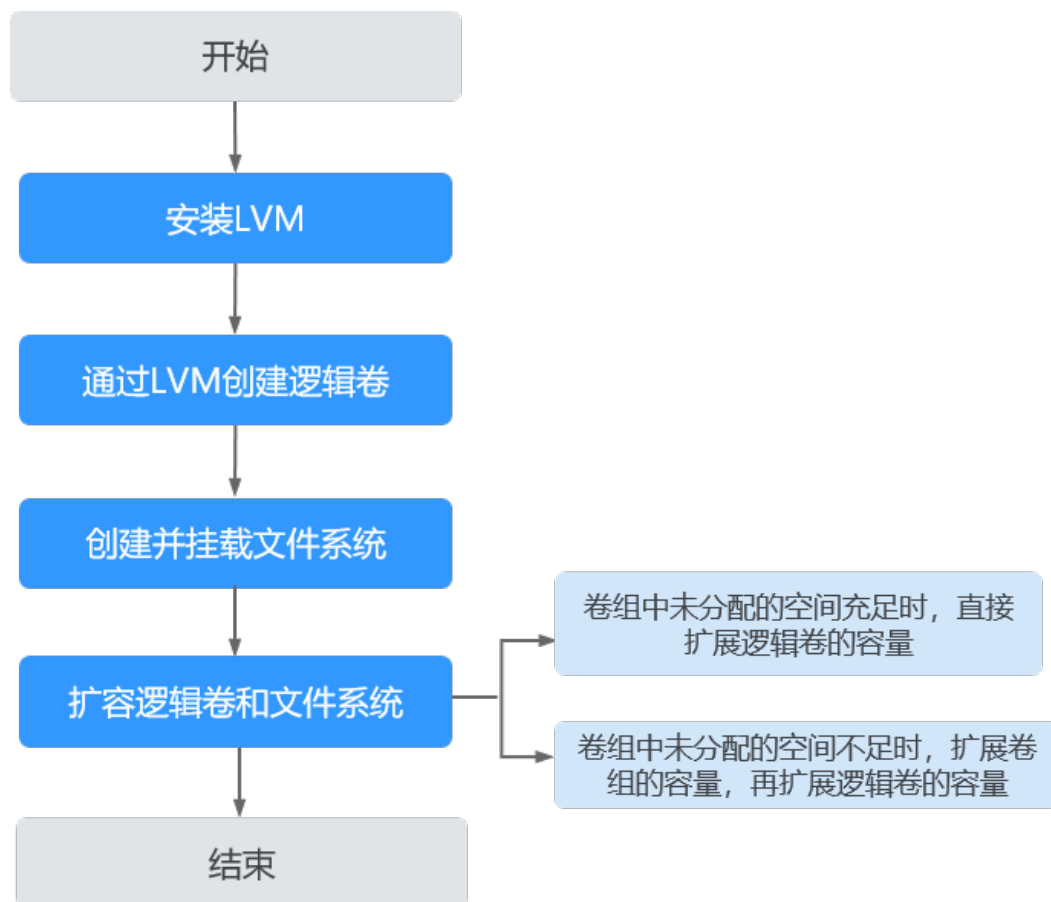 开始
安装LVM
通过LVM创建逻辑卷
创建并挂载文件系统
扩容逻辑卷和文件系统
卷组中未分配的空间充足时，直接
扩展逻辑卷的容量
卷组中未分配的空间不足时，扩展卷
组的容量，再扩展逻辑卷的容量
结束